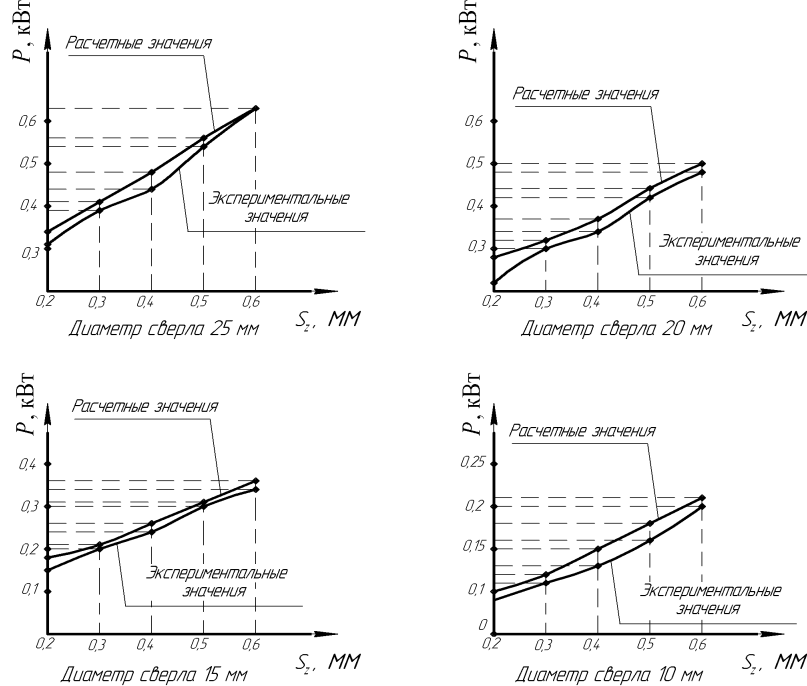 P, кВт
Расчетные значения
0,6
0,5
0,4
0,3
Экспериментальные
значения
0,2
0,3
0,4
0,5
0,6
Sz, ММ
Диаметр сверла 25 мм
P, кВт
Расчетные значения
0,6
0,5
0,4
0,3
Экспериментальные
значения
0,2
0,3
0,4
0,5
0,6
Sz, ММ
Диаметр сверла 20 мм
P, кВт
Расчетные значения
0,4
0,3
0,2
0,1
Экспериментальные
значения
0,2
0,3
0,4
0,5
0,6
Sz, ММ
Диаметр сверла 15 мм
P, кВт
Расчетные значения
0,25
0,2
0,15
0,1
0
Экспериментальные
значения
0,2
0,3
0,4
0,5
0,6
Sz, ММ
Диаметр сверла 10 мм